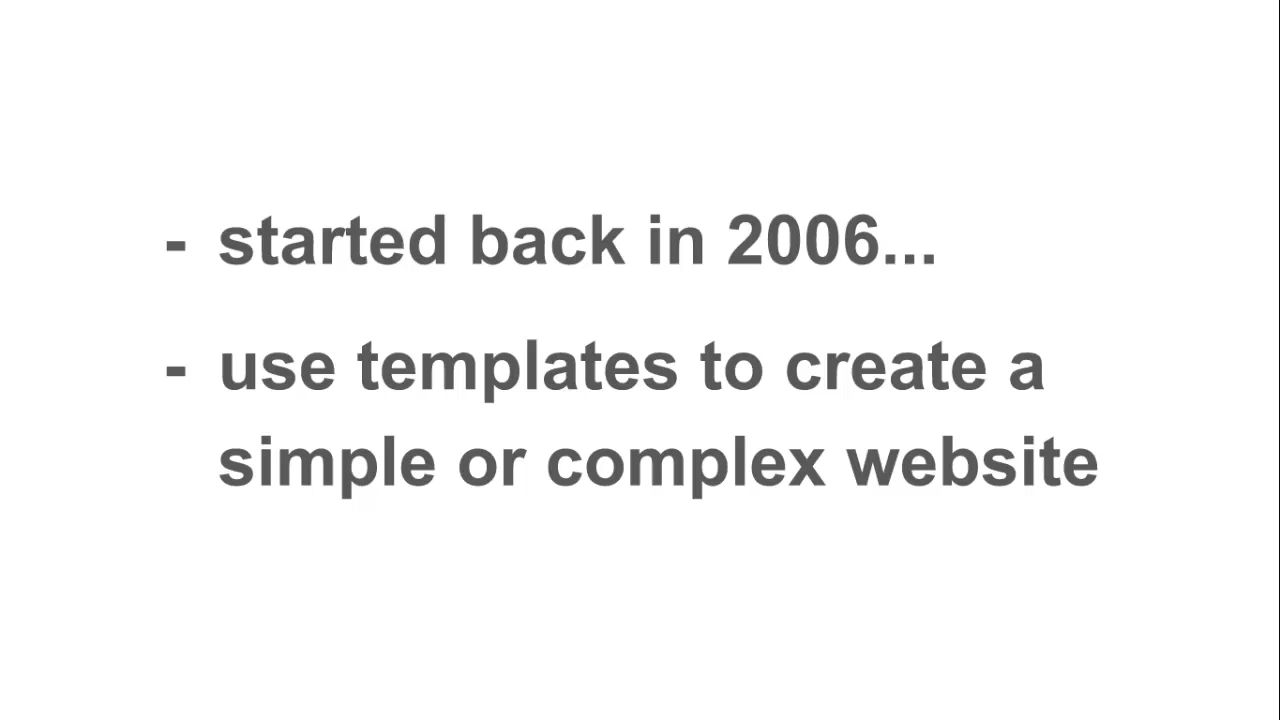 - started back in 2006...
- use templates to create a
simple or complex website